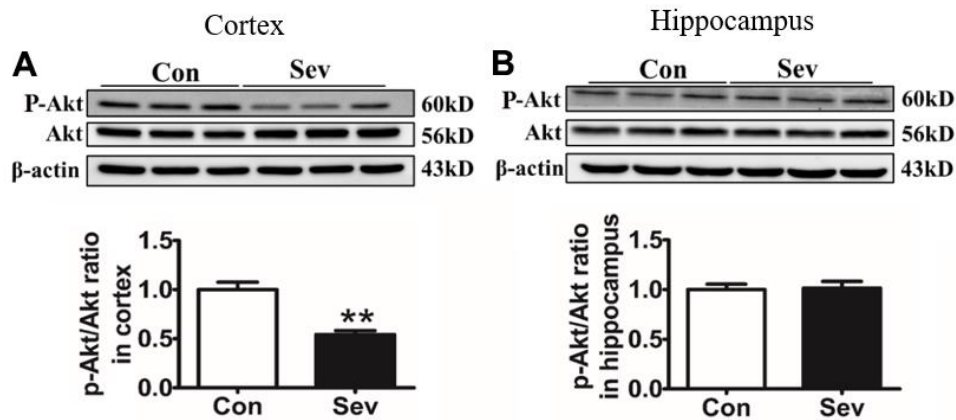 Cortex
A
Con Sev
P-Akt 60kD
Akt 56kD
β-actin 43kD
p-Akt/Akt ratio
in cortex
1.5
1.0
0.5
0.0
**
Con Sev
Hippocampus
B
Con Sev
P-Akt 60kD
Akt 56kD
β-actin 43kD
p-Akt/Akt ratio
in hippocampus
1.5
1.0
0.5
0.0
Con Sev